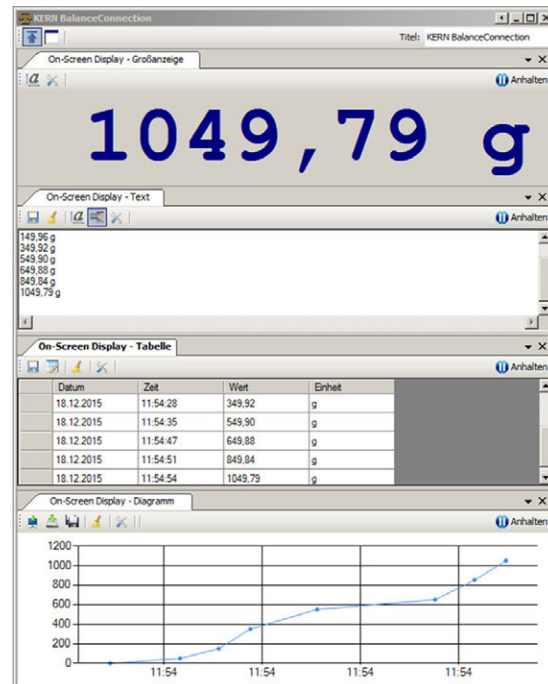 KERN BalanceConnection
Titel: KERN BalanceConnection
On-Screen Display - Großanzeige
a Anhalten
1049,79 g
On-Screen Display - Text
a Anhalten
149,96 g
349,92 g
549,90 g
649,88 g
849,84 g
1049,79 g
On-Screen Display - Tabelle
Anhalten
Datum Zeit Wert Einheit
18.12.2015 11:54:28 349,92 g
18.12.2015 11:54:35 549,90 g
18.12.2015 11:54:47 649,88 g
18.12.2015 11:54:51 849,84 g
18.12.2015 11:54:54 1049,79 g
On-Screen Display - Diagramm
Anhalten
1200
1000
800
600
400
200
0
11:54 11:54 11:54 11:54